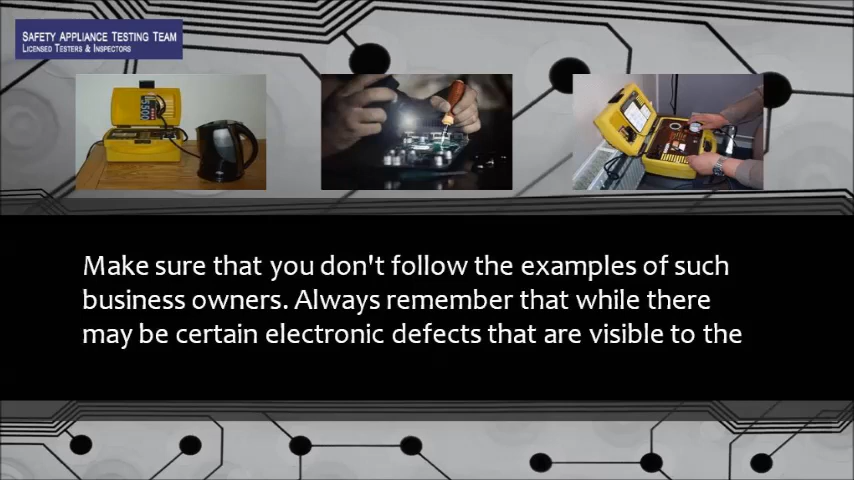 SAFETY APPLIANCE TESTING TEAM
LICENSED TESTERS & INSPECTORS
Make sure that you don't follow the examples of such
business owners. Always remember that while there
may be certain electronic defects that are visible to the